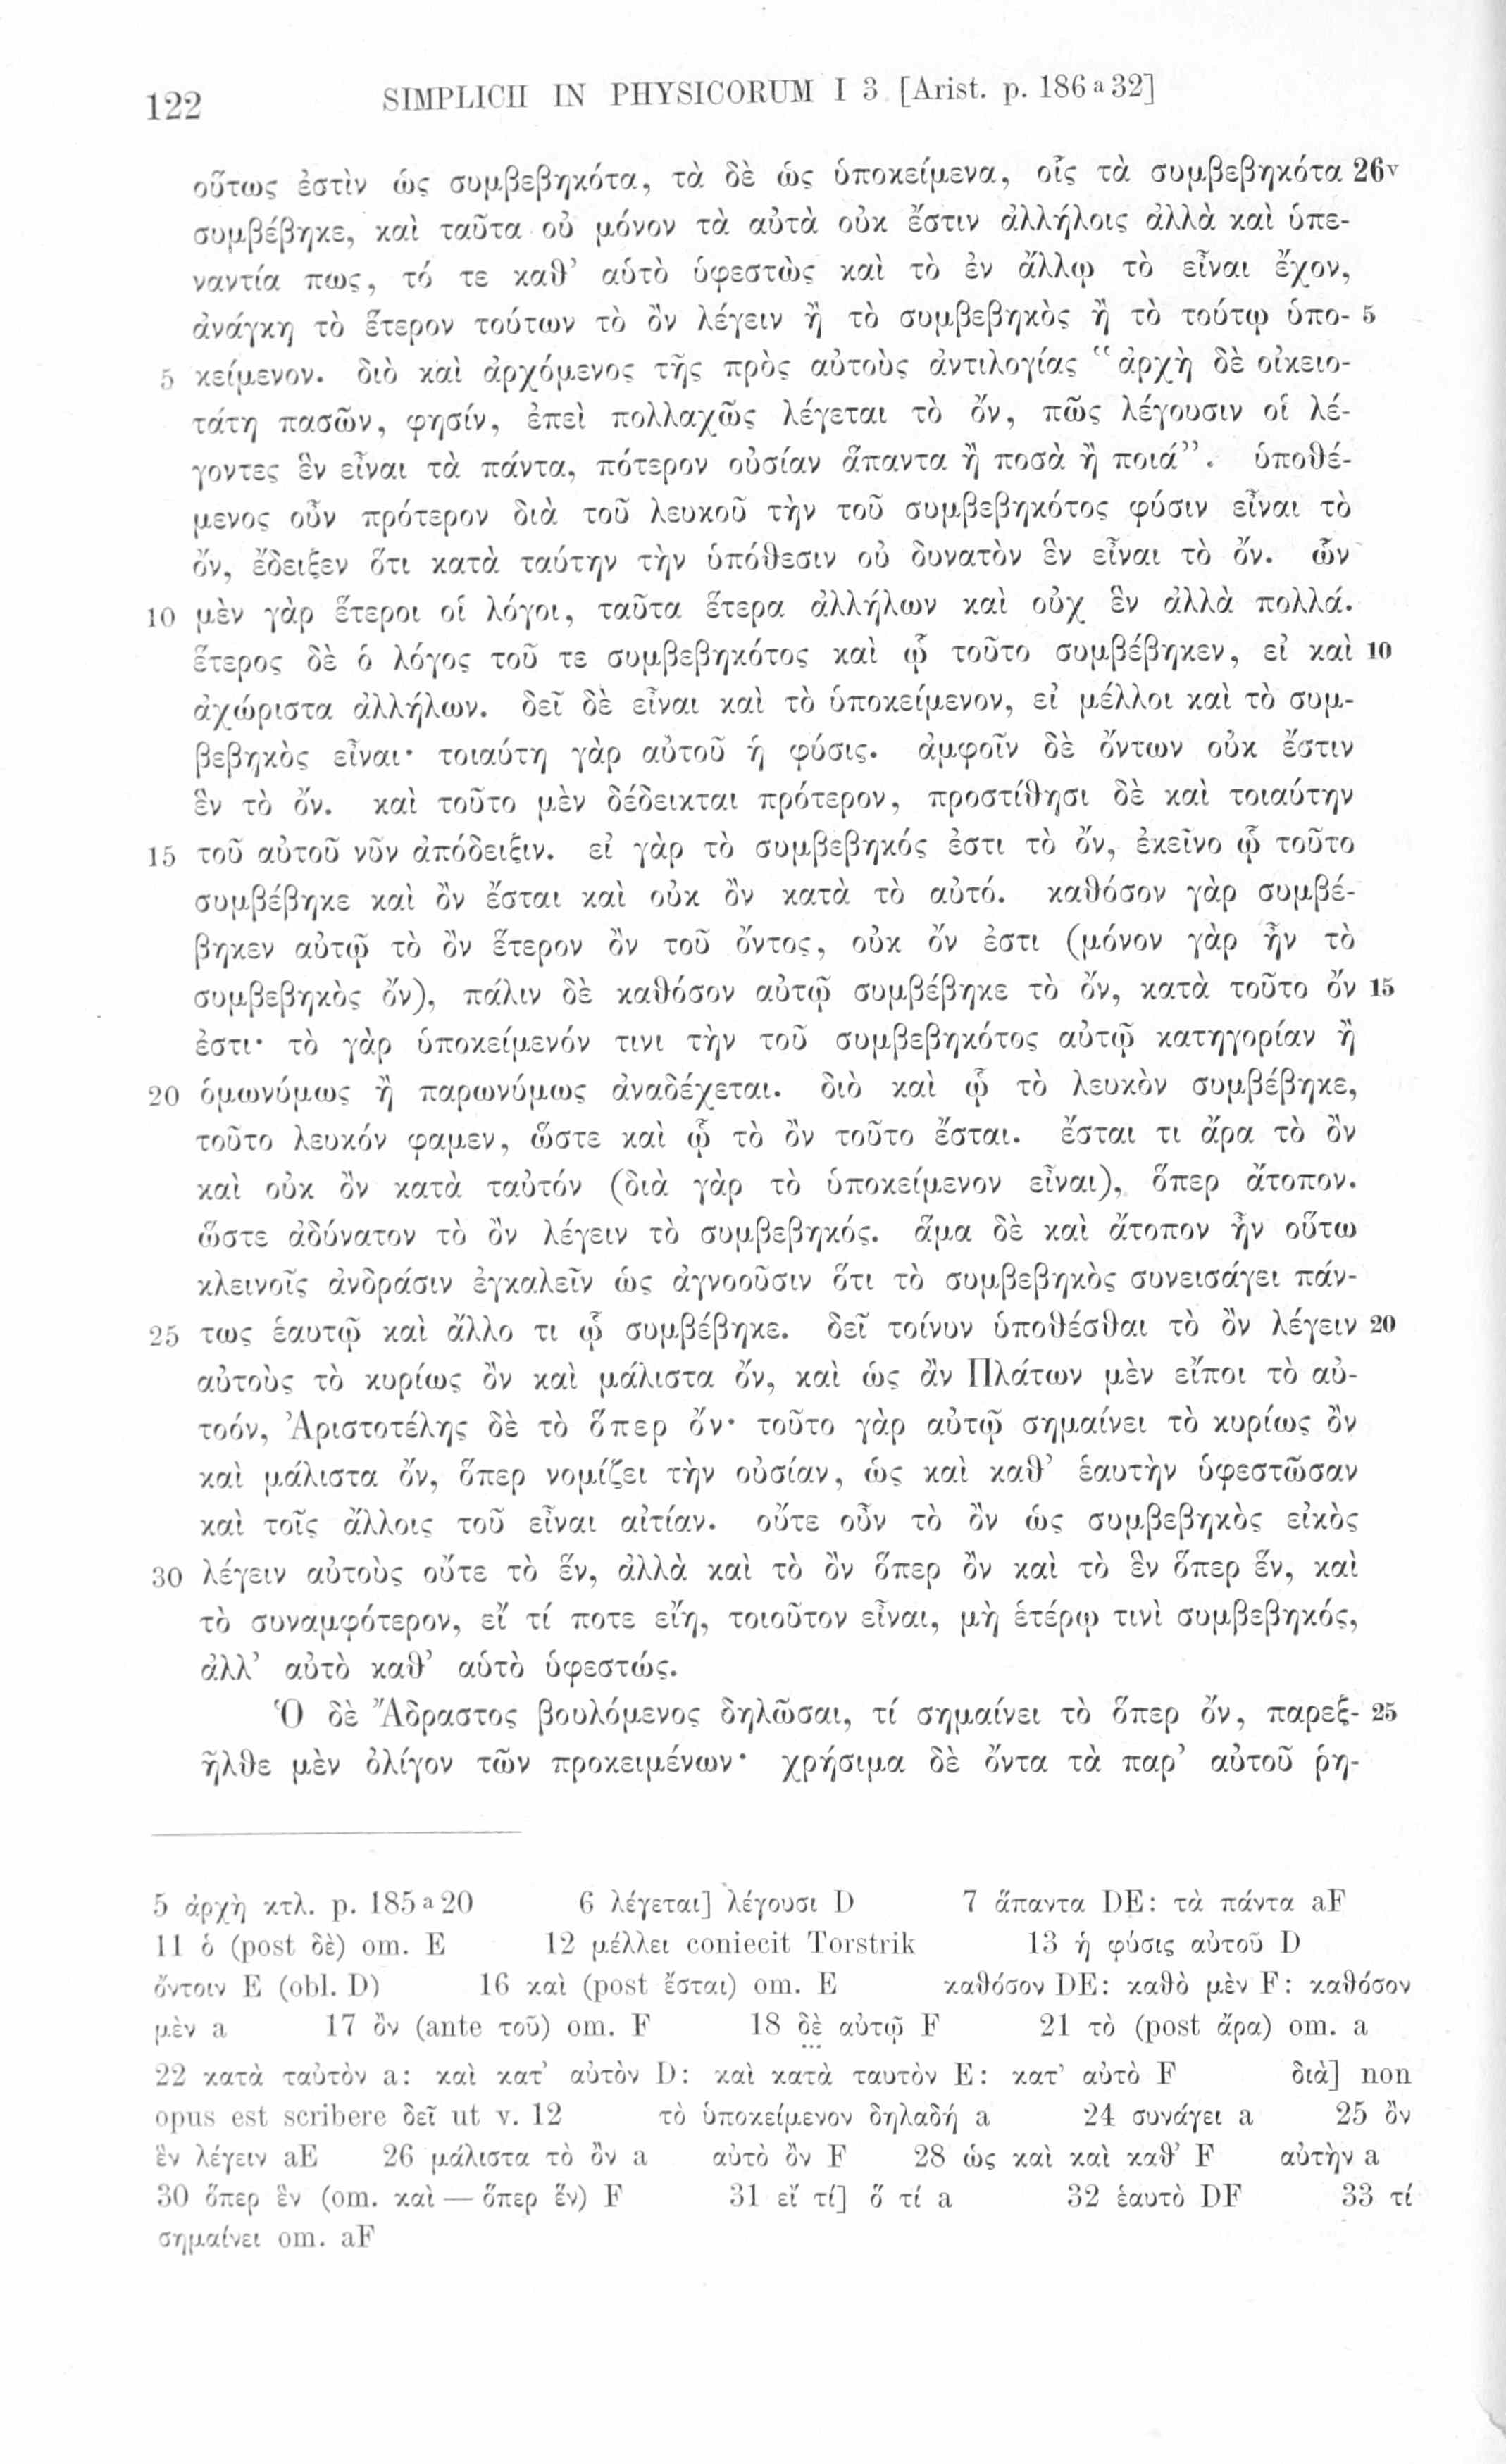 122 SIMPLICII IN PHYSICORUM I 3 [Arist. p. 186 a 32]
οὕτως ἐστὶν ὡς συμβεβηκότα, τὰ δὲ ὡς ὑποκείμενα, οἷς τὰ συμβεβηκότα 26v
συμβέβηκε, καὶ ταῦτα οὐ μόνον τὰ αὐτὰ οὐκ ἔστιν ἀλλήλοις ἀλλὰ καὶ ὑπε-
ναντία πως, τό τε καθ’ αὑτὸ ὑφεστὼς καὶ τὸ ἐν ἄλλῳ τὸ εἶναι ἔχον,
ἀνάγκη τὸ ἕτερον τούτων τὸ ὂν λέγειν ἢ τὸ συμβεβηκὸς ἢ τὸ τούτῳ ὑπο- 5
5 κείμενον. διὸ καὶ ἀρχόμενος τῆς πρὸς αὐτοὺς ἀντιλογίας “ἀρχὴ δὲ οἰκειο-
τάτη πασῶν, φησίν, ἐπεὶ πολλαχῶς λέγεται τὸ ὄν, πῶς λέγουσιν οἱ λέ-
γοντες ἓν εἶναι τὰ πάντα, πότερον οὐσίαν ἅπαντα ἢ ποσὰ ἢ ποιά”. ὑποθέ-
μενος οὖν πρότερον διὰ τοῦ λευκοῦ τὴν τοῦ συμβεβηκότος φύσιν εἶναι τὸ
ὄν, ἔδειξεν ὅτι κατὰ ταύτην τὴν ὑπόθεσιν οὐ δυνατὸν ἓν εἶναι τὸ ὄν. ὧν
10 μὲν γὰρ ἕτεροι οἱ λόγοι, ταῦτα ἕτερα ἀλλήλων καὶ οὐχ ἓν ἀλλὰ πολλά.
ἕτερος δὲ ὁ λόγος τοῦ τε συμβεβηκότος καὶ ᾧ τοῦτο συμβέβηκεν, εἰ καὶ 10
ἀχώριστα ἀλλήλων. δεῖ δὲ εἶναι καὶ τὸ ὑποκείμενον, εἰ μέλλοι καὶ τὸ συμ-
βεβηκὸς εἶναι· τοιαύτη γὰρ αὐτοῦ ἡ φύσις. ἀμφοῖν δὲ ὄντων οὐκ ἔστιν
ἓν τὸ ὄν. καὶ τοῦτο μὲν δέδεικται πρότερον, προστίθησι δὲ καὶ τοιαύτην
15 τοῦ αὐτοῦ νῦν ἀπόδειξιν. εἰ γὰρ τὸ συμβεβηκός ἐστι τὸ ὄν, ἐκεῖνο ᾧ τοῦτο
συμβέβηκε καὶ ὂν ἔσται καὶ οὐκ ὂν κατὰ τὸ αὐτό. καθόσον γὰρ συμβέ-
βηκεν αὐτῷ τὸ ὂν ἕτερον ὂν τοῦ ὄντος, οὐκ ὄν ἐστι (μόνον γὰρ ἦν τὸ
συμβεβηκὸς ὄν), πάλιν δὲ καθόσον αὐτῷ συμβέβηκε τὸ ὄν, κατὰ τοῦτο ὄν 15
ἐστι· τὸ γὰρ ὑποκείμενόν τινι τὴν τοῦ συμβεβηκότος αὐτῷ κατηγορίαν ἢ
20 ὁμωνύμως ἢ παρωνύμως ἀναδέχεται. διὸ καὶ ᾧ τὸ λευκὸν συμβέβηκε,
τοῦτο λευκόν φαμεν, ὥστε καὶ ᾧ τὸ ὂν τοῦτο ἔσται. ἔσται τι ἄρα τὸ ὂν
καὶ οὐκ ὂν κατὰ ταὐτόν (διὰ γὰρ τὸ ὑποκείμενον εἶναι), ὅπερ ἄτοπον.
ὥστε ἀδύνατον τὸ ὂν λέγειν τὸ συμβεβηκός. ἅμα δὲ καὶ ἄτοπον ἦν οὕτω
κλεινοῖς ἀνδράσιν ἐγκαλεῖν ὡς ἀγνοοῦσιν ὅτι τὸ συμβεβηκὸς συνεισάγει πάν-
25 τως ἑαυτῷ καὶ ἄλλο τι ᾧ συμβέβηκε. δεῖ τοίνυν ὑποθέσθαι τὸ ὂν λέγειν 20
αὐτοὺς τὸ κυρίως ὂν καὶ μάλιστα ὄν, καὶ ὡς ἂν Πλάτων μὲν εἴποι τὸ αὐ-
τοόν, Ἀριστοτέλης δὲ τὸ ὅπερ ὄν· τοῦτο γὰρ αὐτῷ σημαίνει τὸ κυρίως ὂν
καὶ μάλιστα ὄν, ὅπερ νομίζει τὴν οὐσίαν, ὡς καὶ καθ’ ἑαυτὴν ὑφεστῶσαν
καὶ τοῖς ἄλλοις τοῦ εἶναι αἰτίαν. οὔτε οὖν τὸ ὂν ὡς συμβεβηκὸς εἰκὸς
30 λέγειν αὐτοὺς οὔτε τὸ ἕν, ἀλλὰ καὶ τὸ ὂν ὅπερ ὂν καὶ τὸ ἓν ὅπερ ἕν, καὶ
τὸ συναμφότερον, εἴ τί ποτε εἴη, τοιοῦτον εἶναι, μὴ ἑτέρῳ τινὶ συμβεβηκός,
ἀλλ’ αὐτὸ καθ’ αὑτὸ ὑφεστώς.
Ὁ δὲ Ἄδραστος βουλόμενος δηλῶσαι, τί σημαίνει τὸ ὅπερ ὄν, παρεξ- 25
ῆλθε μὲν ὀλίγον τῶν προκειμένων· χρήσιμα δὲ ὄντα τὰ παρ’ αὐτοῦ ῥη-
5 ἀρχὴ κτλ. p. 185 a 20 6 λέγεται] λέγουσι D 7 ἅπαντα DE: τὰ πάντα aF
11 ὁ (post δὲ) om. E 12 μέλλει coniecit Torstrik 13 ἡ φύσις αὐτοῦ D
ὄντοιν E (obl. D) 16 καὶ (post ἔσται) om. E καθόσον DE: καθὸ μὲν F: καθόσον
μὲν a 17 ὂν (ante τοῦ) om. F 18 δὲ αὐτῷ F 21 τὸ (post ἄρα) om. a
22 κατὰ ταὐτὸν a: καὶ κατ’ αὐτὸν D: καὶ κατὰ ταυτὸν E: κατ’ αὐτὸ F διὰ] non
opus est scribere δεῖ ut v. 12 τὸ ὑποκείμενον δηλαδή a 24 συνάγει a 25 ὂν
ἓν λέγειν aE 26 μάλιστα τὸ ὂν a αὐτὸ ὂν F 28 ὡς καὶ καὶ καθ’ F αὑτὴν a
30 ὅπερ ἓν (om. καὶ — ὅπερ ἕν) F 31 εἴ τί] ὅ τί a 32 ἑαυτὸ DF 33 τί
σημαίνει om. aF